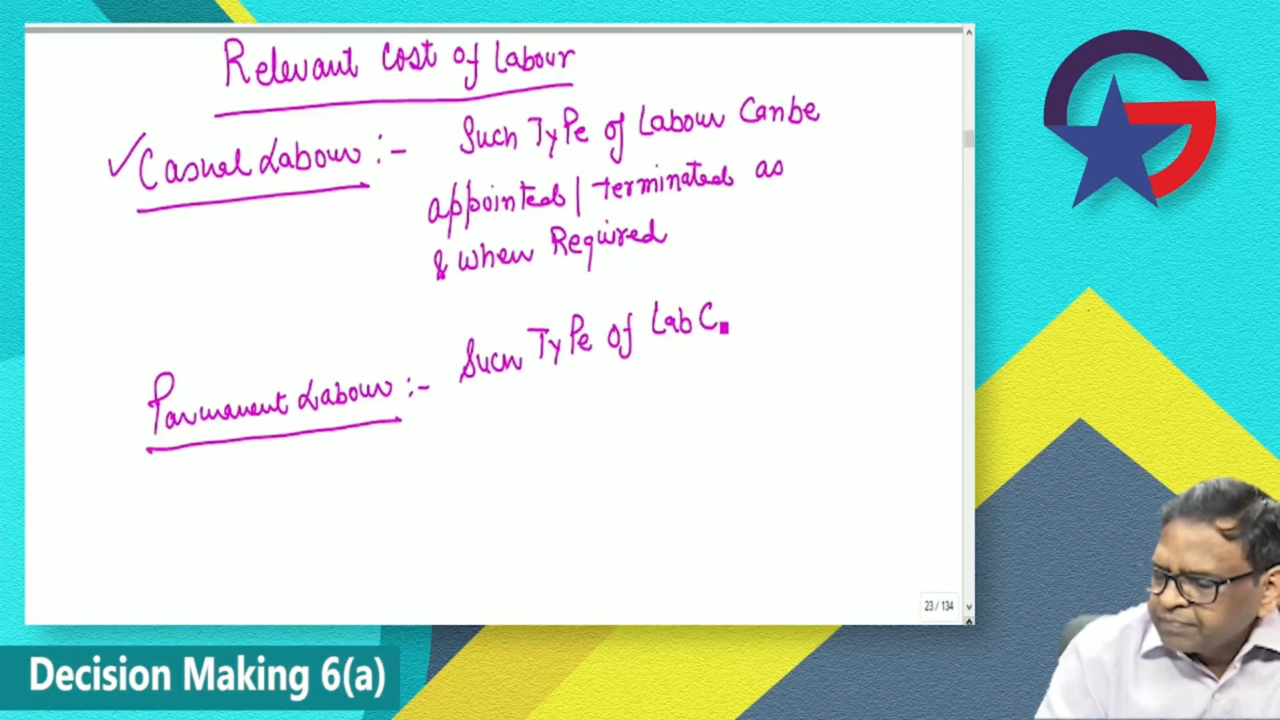 Relevant Cost of Labour
✓ Casual Labour :- Such Type of Labour Canbe
appointed / terminated as
& when Required
Parmanent Labour :- Such Type of Lab C
23 / 134
Decision Making 6(a)